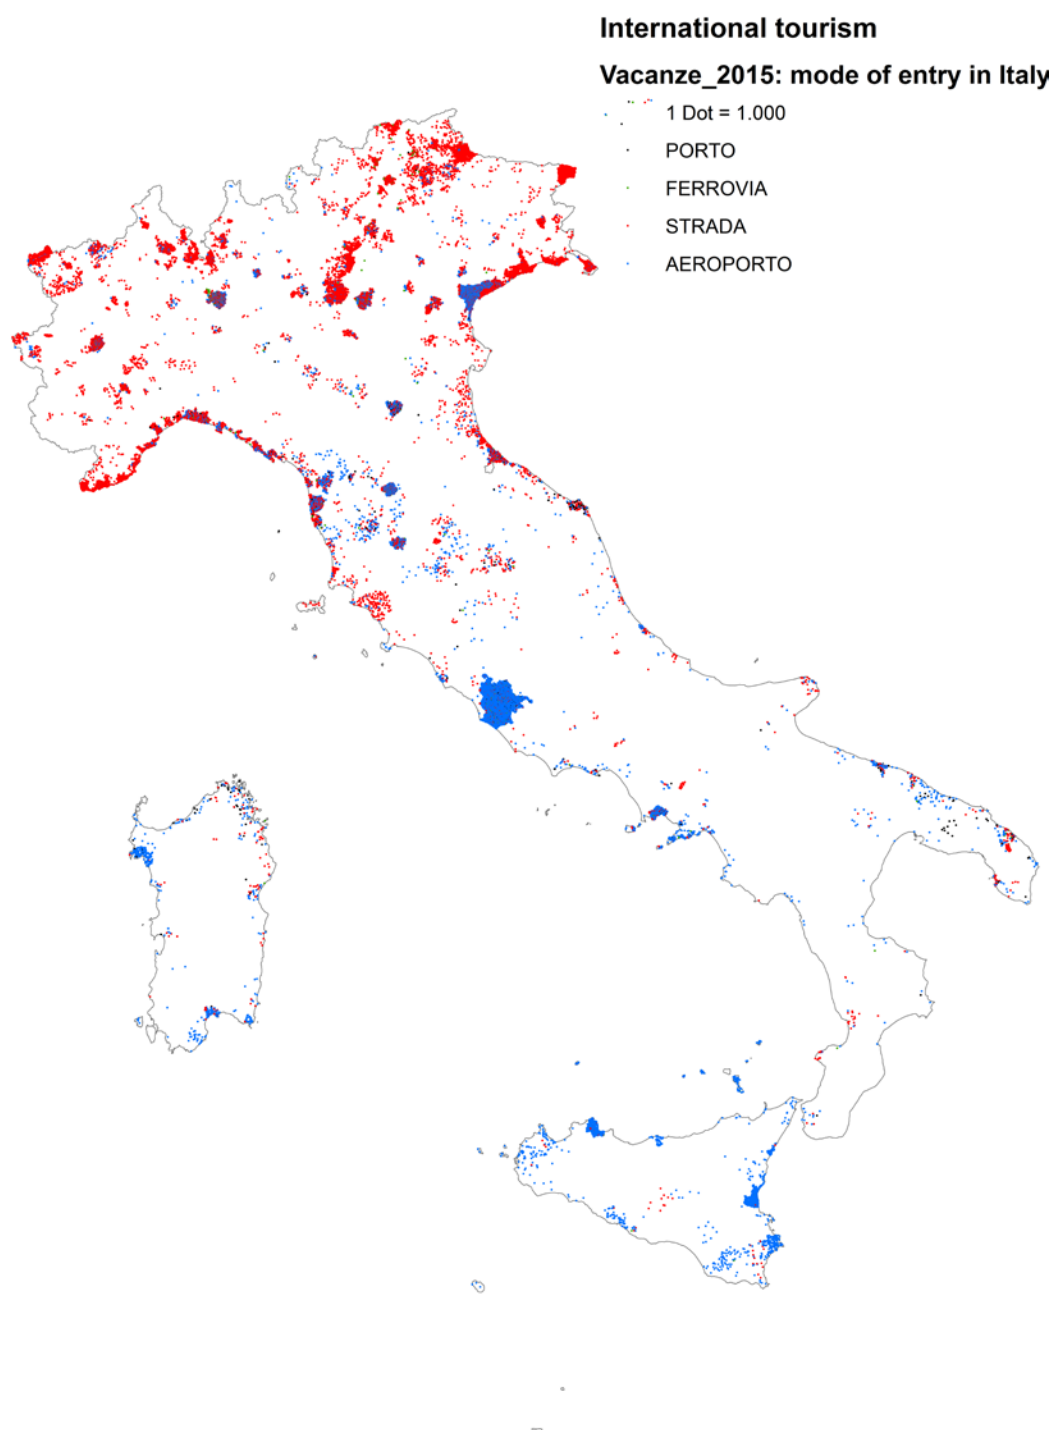 International tourism
Vacanze_2015: mode of entry in Italy
1 Dot = 1.000
PORTO
FERROVIA
STRADA
AEROPORTO